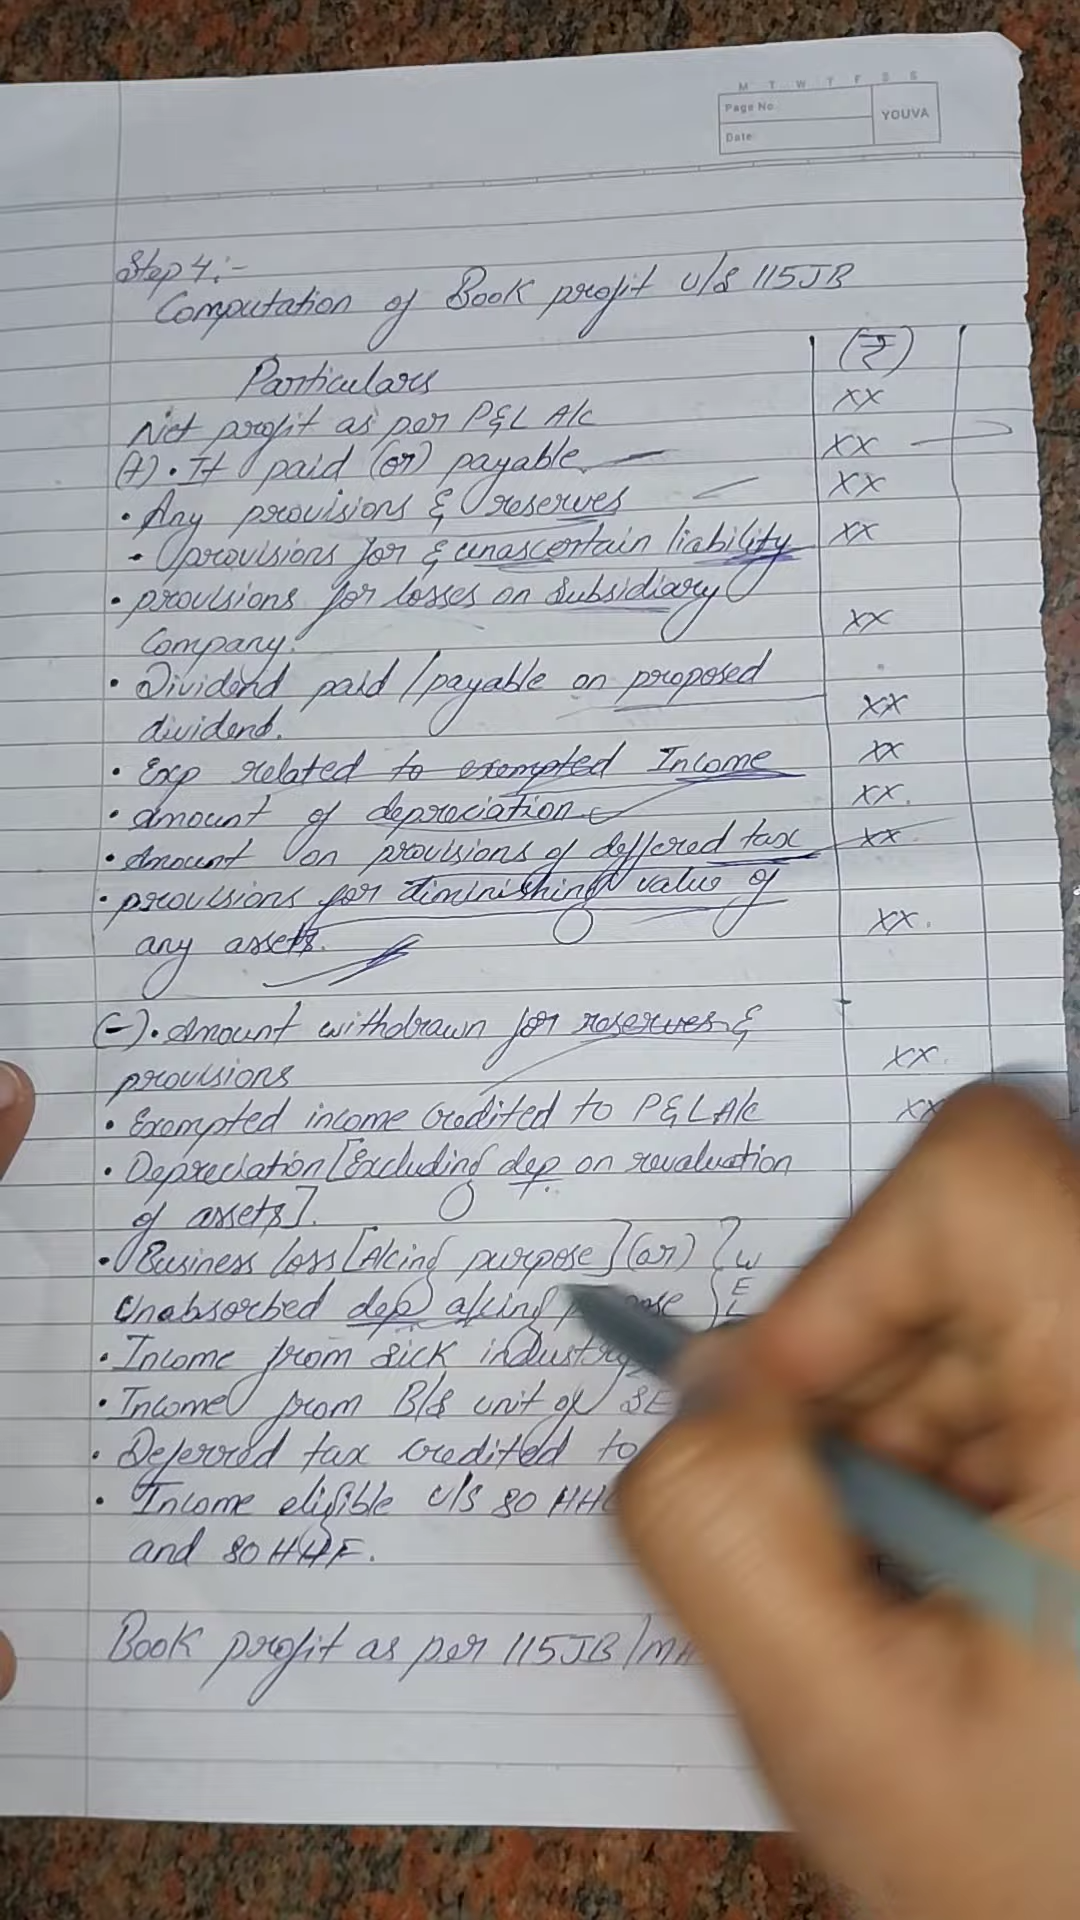 M T W T F S S
Page No
YOUVA
Date
Step 4:-
Computation of Book profit U/S 115JB
Particulars (₹)
Net profit as per P&L A/c xx
(+) • It paid (or) payable xx
• Any provisions & reserves xx
• provisions for & unascertain liability xx
• provisions for losses on Subsidiary
Company. xx
• Dividend paid / payable on proposed
dividend. xx
• Exp related to exempted Income xx
• Amount of depreciation xx.
• Amount on provisions of deffered tax xx.
• provisions for diminishing value of
any assets. xx.
(-) • Amount withdrawn for reserves &
provisions xx.
• Exempted income credited to P&L A/c xx
• Depreciation [Excluding dep on revaluation
of assets].
• Business loss [A/cing purpose] (or) } W
Unabsorbed dep a/cing E
L
• Income from Sick industry
• Income from B/S unit of SE
• Deferred tax credited to
• Income eligible U/S 80 HHC
and 80 HHF.
Book profit as per 115JB/MA